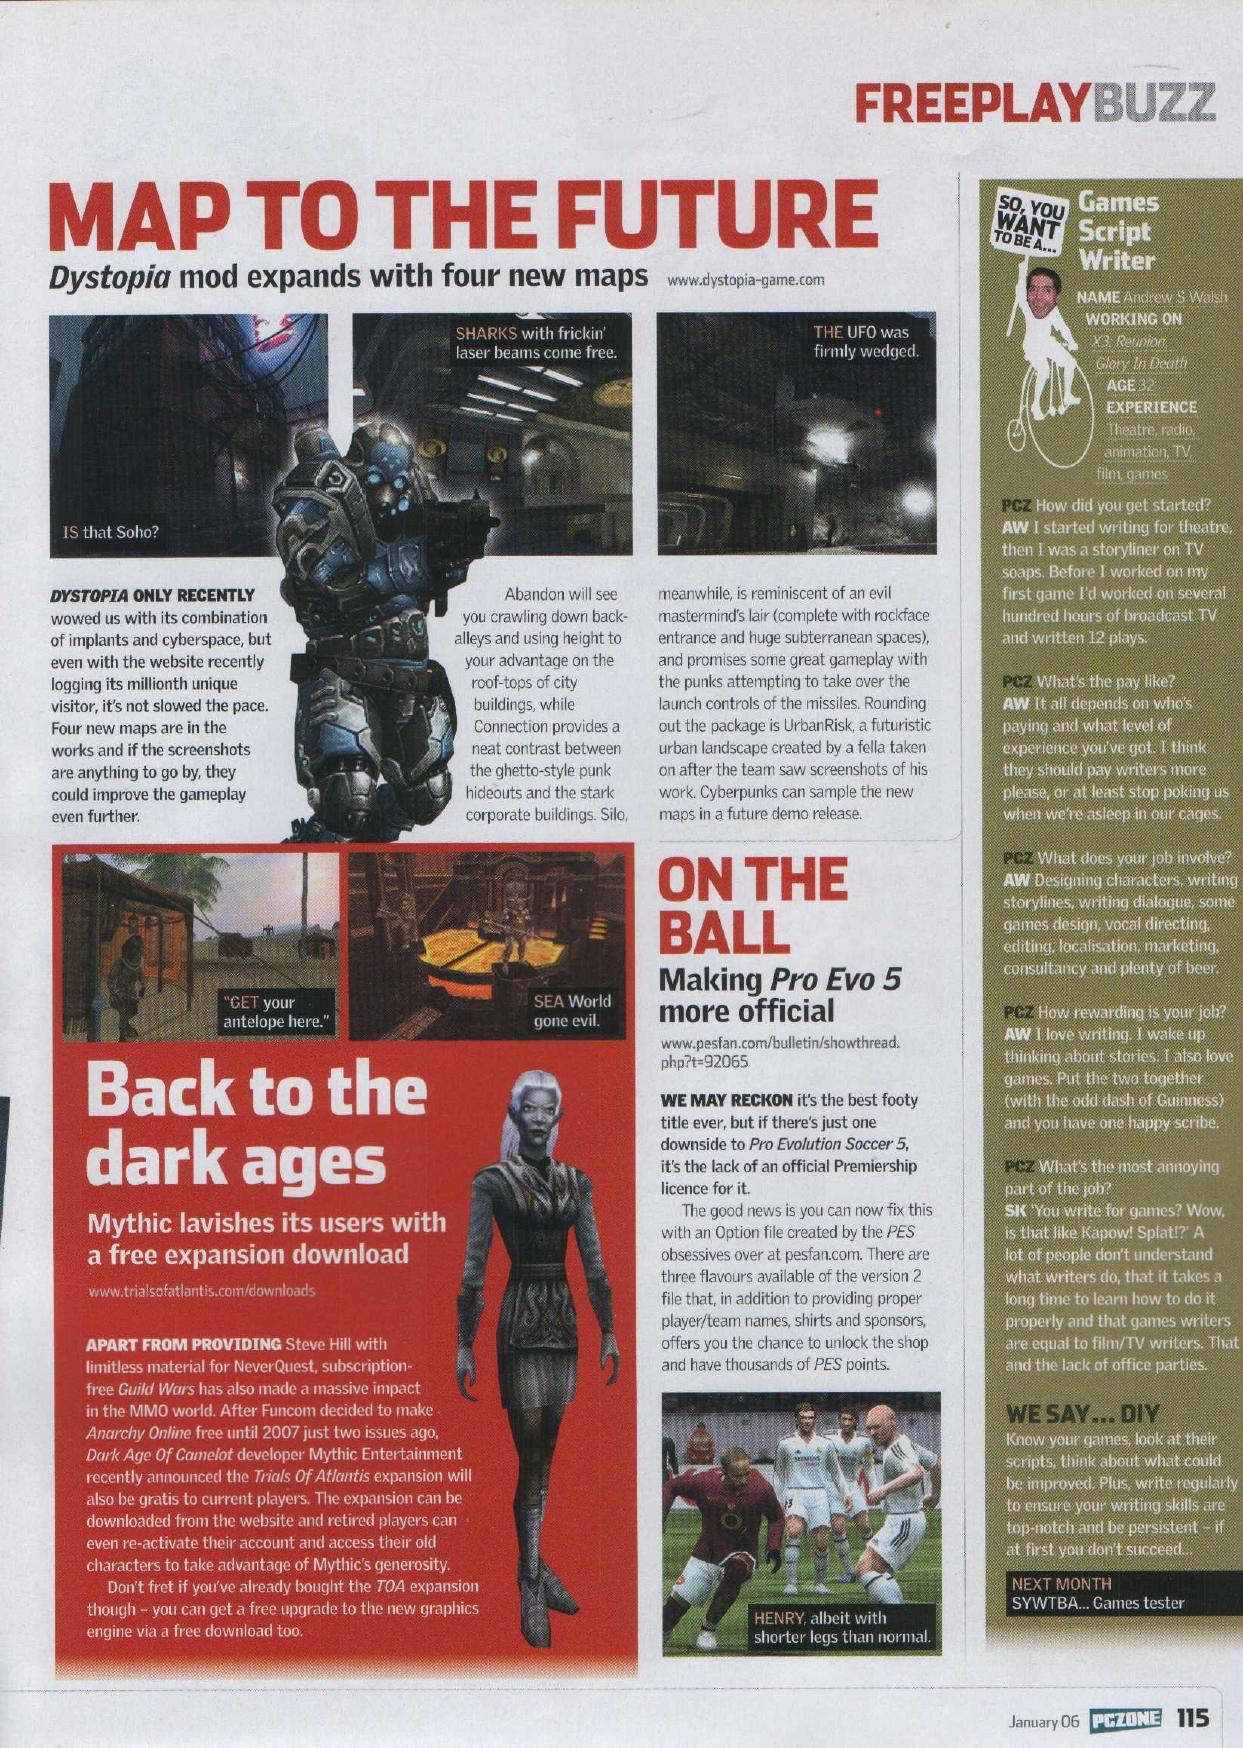 FREEPLAYBUZZ
MAP TO THE FUTURE
Dystopia mod expands with four new maps www.dystopia-game.com
IS that Soho?
SHARKS with frickin'
laser beams come free.
THE UFO was
firmly wedged.
DYSTOPIA ONLY RECENTLY
wowed us with its combination
of implants and cyberspace, but
even with the website recently
logging its millionth unique
visitor, it's not slowed the pace.
Four new maps are in the
works and if the screenshots
are anything to go by, they
could improve the gameplay
even further.
Abandon will see
you crawling down back-
alleys and using height to
your advantage on the
roof-tops of city
buildings, while
Connection provides a
neat contrast between
the ghetto-style punk
hideouts and the stark
corporate buildings. Silo,
meanwhile, is reminiscent of an evil
mastermind's lair (complete with rockface
entrance and huge subterranean spaces),
and promises some great gameplay with
the punks attempting to take over the
launch controls of the missiles. Rounding
out the package is UrbanRisk, a futuristic
urban landscape created by a fella taken
on after the team saw screenshots of his
work. Cyberpunks can sample the new
maps in a future demo release.
"GET your
antelope here."
SEA World
gone evil.
Back to the
dark ages
Mythic lavishes its users with
a free expansion download
www.trialsofatlantis.com/downloads
APART FROM PROVIDING Steve Hill with
limitless material for NeverQuest, subscription-
free Guild Wars has also made a massive impact
in the MMO world. After Funcom decided to make
Anarchy Online free until 2007 just two issues ago,
Dark Age Of Camelot developer Mythic Entertainment
recently announced the Trials Of Atlantis expansion will
also be gratis to current players. The expansion can be
downloaded from the website and retired players can
even re-activate their account and access their old
characters to take advantage of Mythic's generosity.
Don't fret if you've already bought the TOA expansion
though – you can get a free upgrade to the new graphics
engine via a free download too.
ON THE
BALL
Making Pro Evo 5
more official
www.pesfan.com/bulletin/showthread.
php?t=92065
WE MAY RECKON it's the best footy
title ever, but if there's just one
downside to Pro Evolution Soccer 5,
it's the lack of an official Premiership
licence for it.
The good news is you can now fix this
with an Option file created by the PES
obsessives over at pesfan.com. There are
three flavours available of the version 2
file that, in addition to providing proper
player/team names, shirts and sponsors,
offers you the chance to unlock the shop
and have thousands of PES points.
SIEMENS
HENRY, albeit with
shorter legs than normal.
SO, YOU
WANT
TO BE A...
Games
Script
Writer
NAME Andrew S Walsh
WORKING ON
X3: Reunion,
Glory In Death
AGE 32
EXPERIENCE
Theatre, radio,
animation, TV,
film, games
PCZ How did you get started?
AW I started writing for theatre,
then I was a storyliner on TV
soaps. Before I worked on my
first game I'd worked on several
hundred hours of broadcast TV
and written 12 plays.
PCZ What's the pay like?
AW It all depends on who's
paying and what level of
experience you've got. I think
they should pay writers more
please, or at least stop poking us
when we're asleep in our cages.
PCZ What does your job involve?
AW Designing characters, writing
storylines, writing dialogue, some
games design, vocal directing,
editing, localisation, marketing,
consultancy and plenty of beer.
PCZ How rewarding is your job?
AW I love writing. I wake up
thinking about stories. I also love
games. Put the two together
(with the odd dash of Guinness)
and you have one happy scribe.
PCZ What's the most annoying
part of the job?
SK 'You write for games? Wow,
is that like Kapow! Splat!?' A
lot of people don't understand
what writers do, that it takes a
long time to learn how to do it
properly and that games writers
are equal to film/TV writers. That
and the lack of office parties.
WE SAY... DIY
Know your games, look at their
scripts, think about what could
be improved. Plus, write regularly
to ensure your writing skills are
top-notch and be persistent – if
at first you don't succeed...
NEXT MONTH
SYWTBA... Games tester
January 06 PCZONE 115